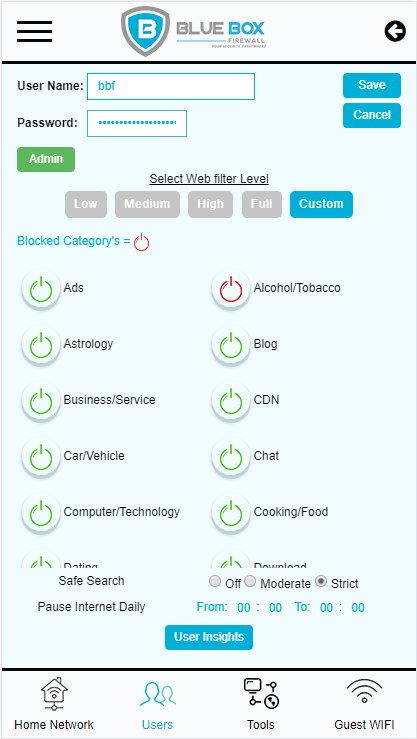 BLUE BOX
FIREWALL
YOUR SECURITY, EVERYWHERE
User Name: bbf Save
Password: •••••••••••••••••••• Cancel
Admin
Select Web filter Level
Low Medium High Full Custom
Blocked Category's =
Ads Alcohol/Tobacco
Astrology Blog
Business/Service CDN
Car/Vehicle Chat
Computer/Technology Cooking/Food
Dating Download
Safe Search Off Moderate Strict
Pause Internet Daily From: 00 : 00 To: 00 : 00
User Insights
Home Network Users Tools Guest WIFI